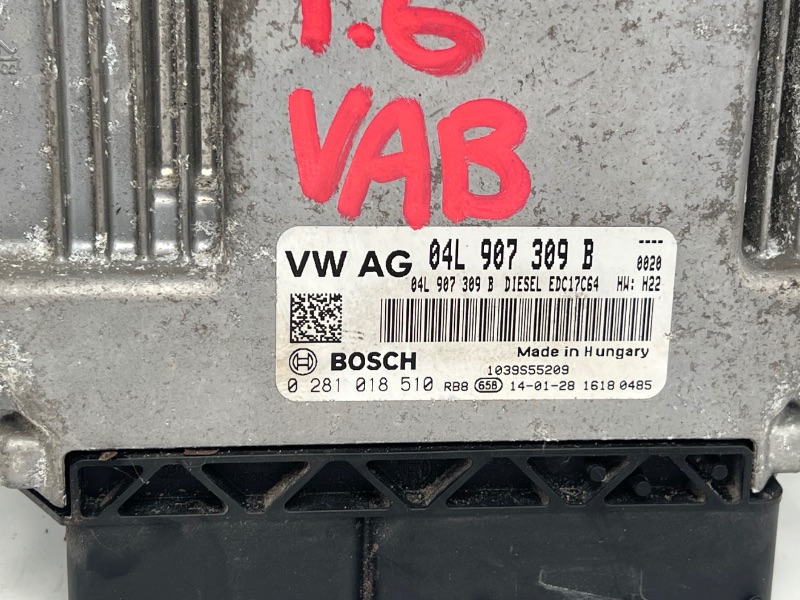 1.6
VAB
VW AG 04L 907 309 B ----
0020
04L 907 309 B DIESEL EDC17C64 HW: H22
Made in Hungary
BOSCH
1039S55209
0 281 018 510 RB8 65B 14-01-28 1618 0485